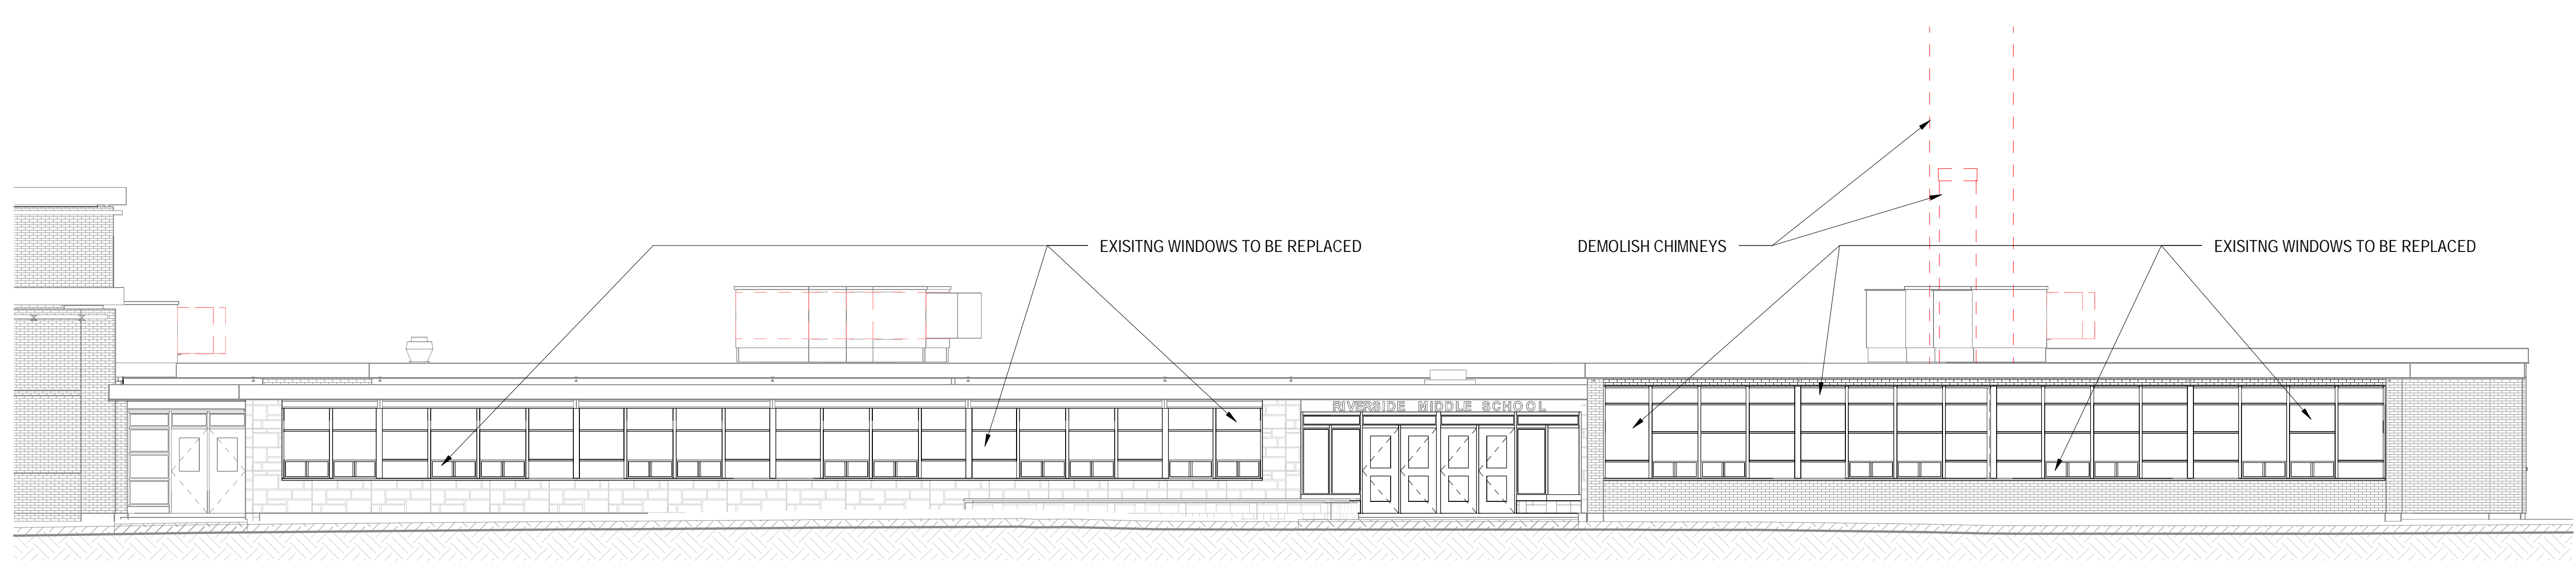 EXISITNG WINDOWS TO BE REPLACED
DEMOLISH CHIMNEYS
EXISITNG WINDOWS TO BE REPLACED
RIVERSIDE MIDDLE SCHOOL